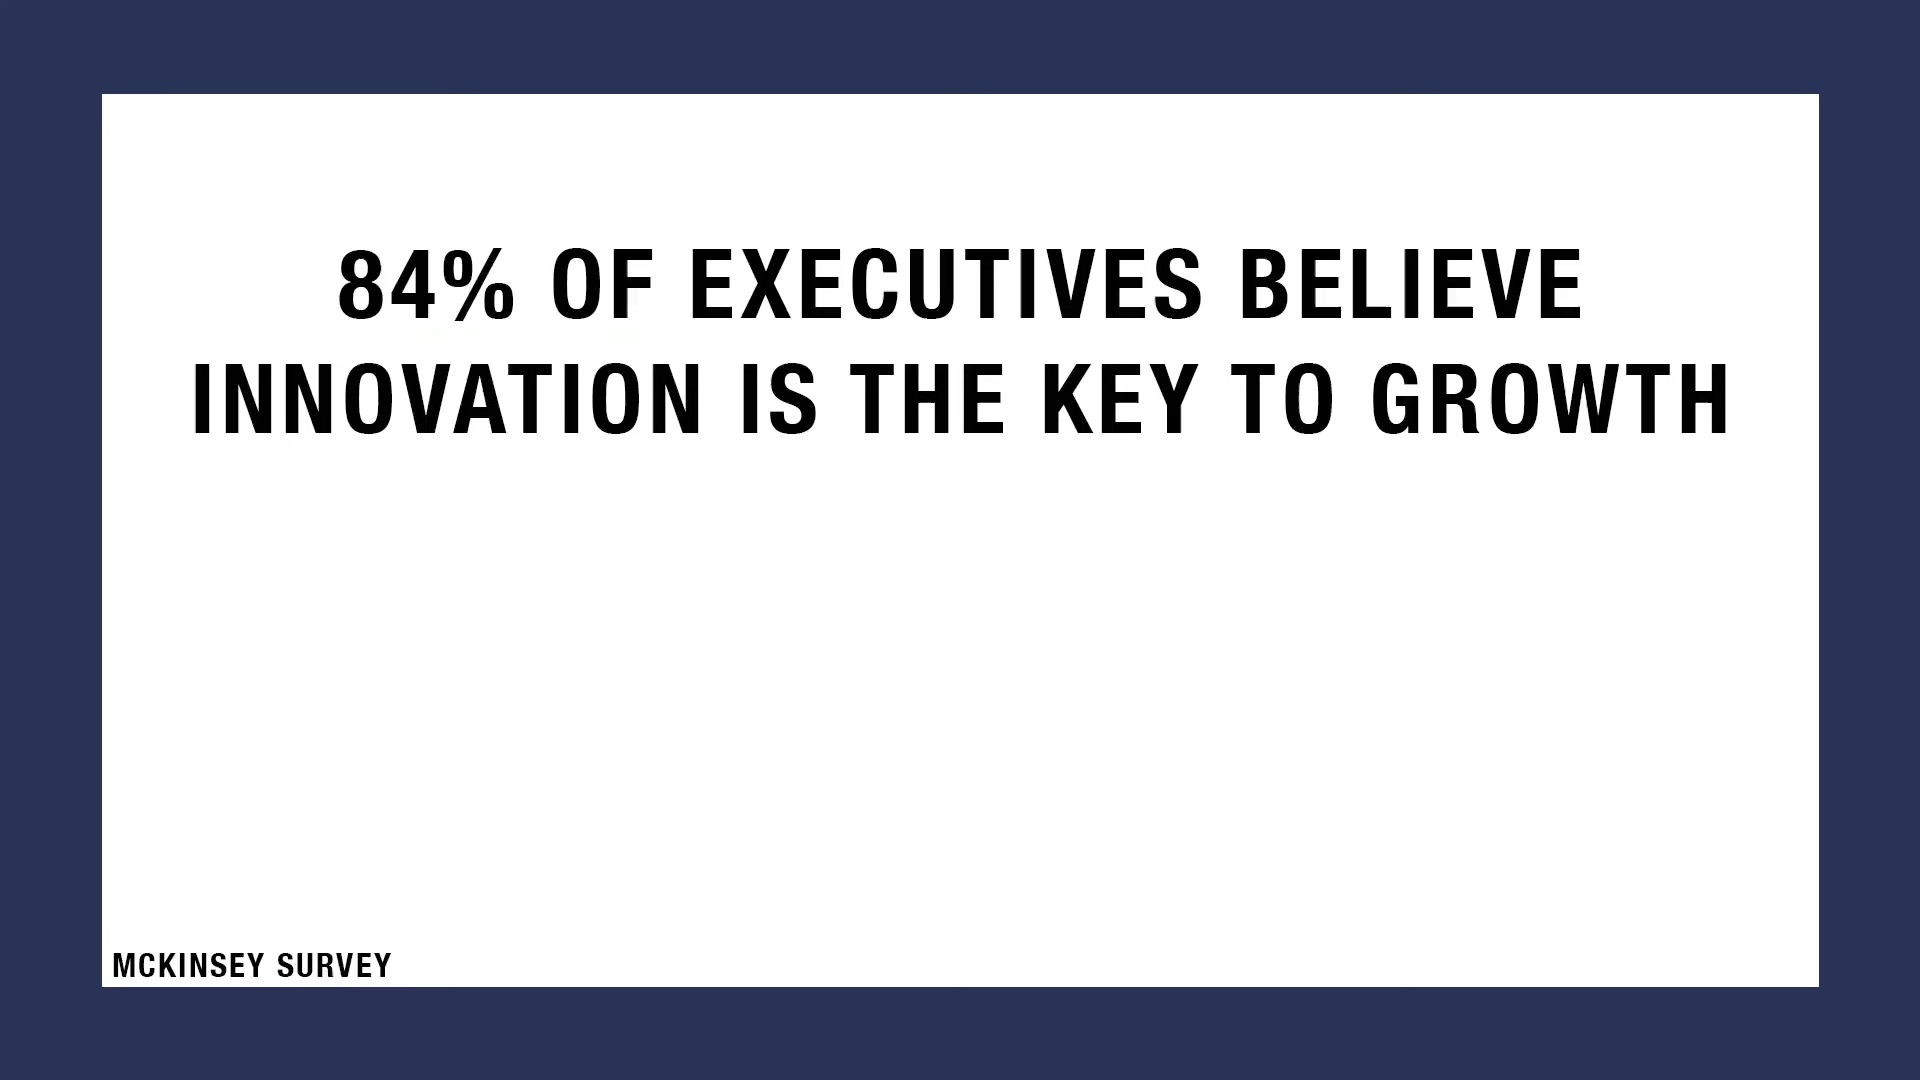 84% OF EXECUTIVES BELIEVE
INNOVATION IS THE KEY TO GROWTH
MCKINSEY SURVEY